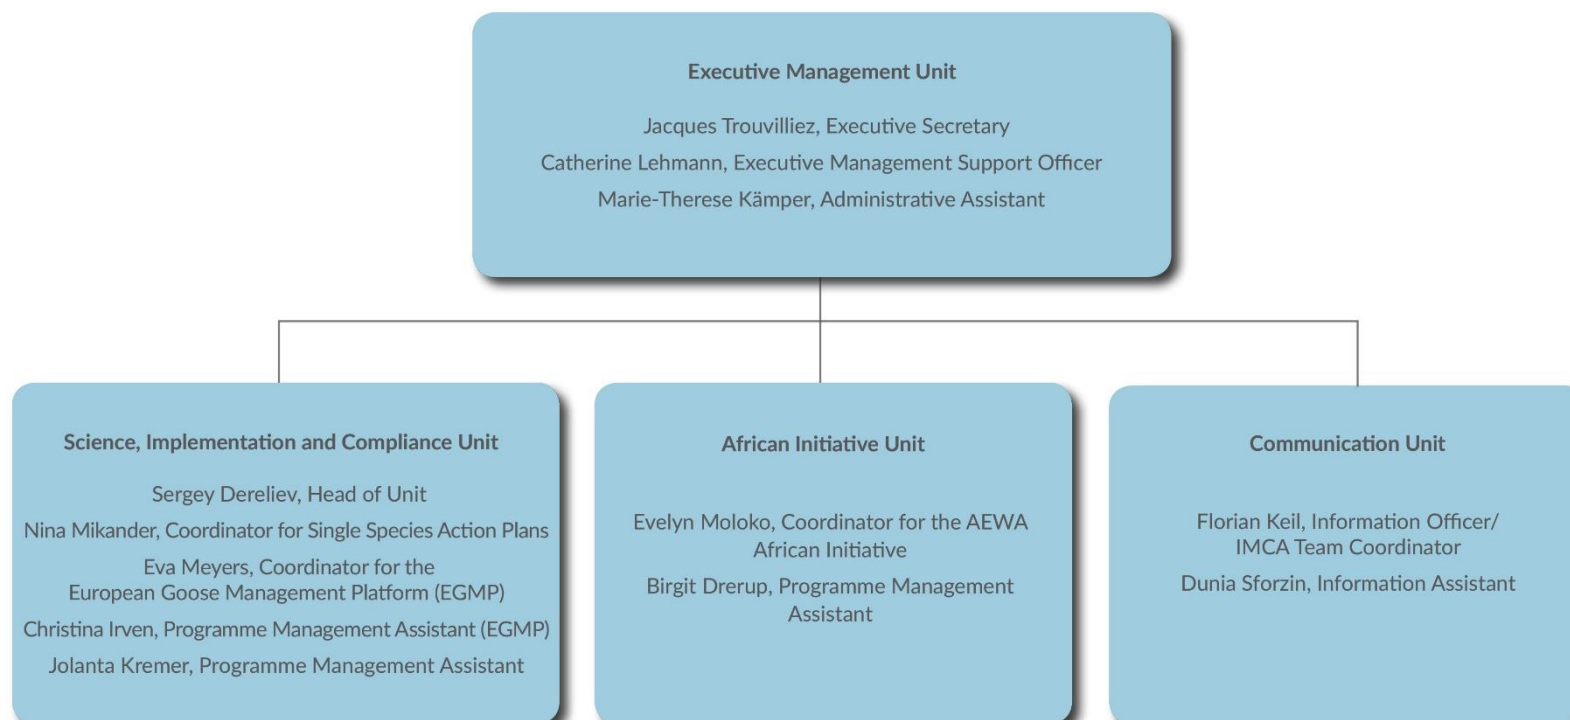 Executive Management Unit
Jacques Trouvilliez, Executive Secretary
Catherine Lehmann, Executive Management Support Officer
Marie-Therese Kämper, Administrative Assistant
Science, Implementation and Compliance Unit
Sergey Dereliev, Head of Unit
Nina Mikander, Coordinator for Single Species Action Plans
Eva Meyers, Coordinator for the
European Goose Management Platform (EGMP)
Christina Irven, Programme Management Assistant (EGMP)
Jolanta Kremer, Programme Management Assistant
African Initiative Unit
Evelyn Moloko, Coordinator for the AEWA
African Initiative
Birgit Drerup, Programme Management
Assistant
Communication Unit
Florian Keil, Information Officer/
IMCA Team Coordinator
Dunia Sforzin, Information Assistant